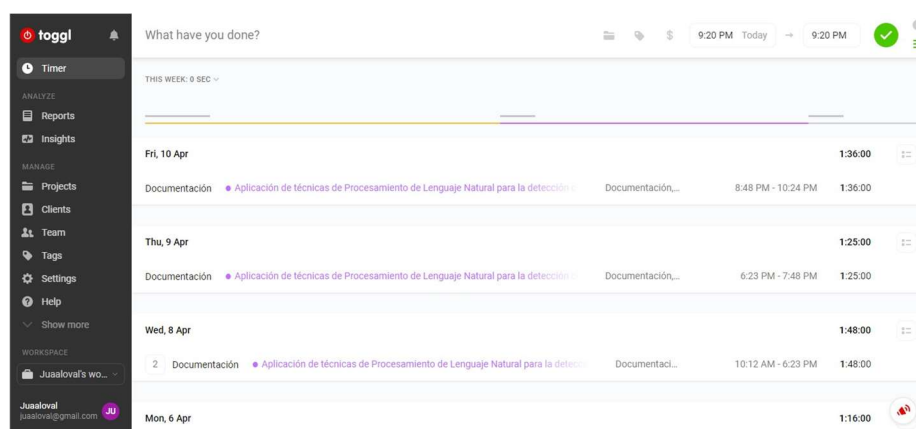 toggl
What have you done?
$
9:20 PM Today → 9:20 PM
Timer
THIS WEEK: 0 SEC
ANALYZE
Reports
Insights
MANAGE
Projects
Clients
Team
Tags
Settings
Help
Show more
WORKSPACE
Juaaloval's wo...
Juaaloval
juaaloval@gmail.com
JU
Fri, 10 Apr 1:36:00
Documentación • Aplicación de técnicas de Procesamiento de Lenguaje Natural para la detección Documentación,... 8:48 PM - 10:24 PM 1:36:00
Thu, 9 Apr 1:25:00
Documentación • Aplicación de técnicas de Procesamiento de Lenguaje Natural para la detección Documentación,... 6:23 PM - 7:48 PM 1:25:00
Wed, 8 Apr 1:48:00
2 Documentación • Aplicación de técnicas de Procesamiento de Lenguaje Natural para la Documentaci... 10:12 AM - 6:23 PM 1:48:00
Mon, 6 Apr 1:16:00